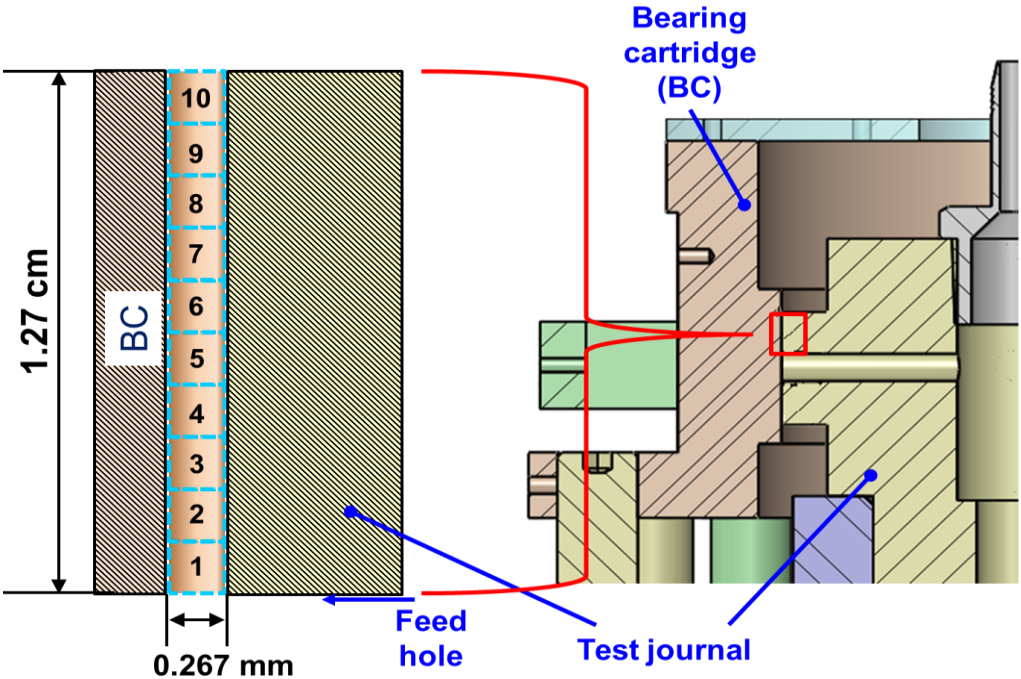 Bearing
cartridge
(BC)
10
9
8
7
6
5
4
3
2
1
BC
1.27 cm
0.267 mm
Feed
hole
Test journal